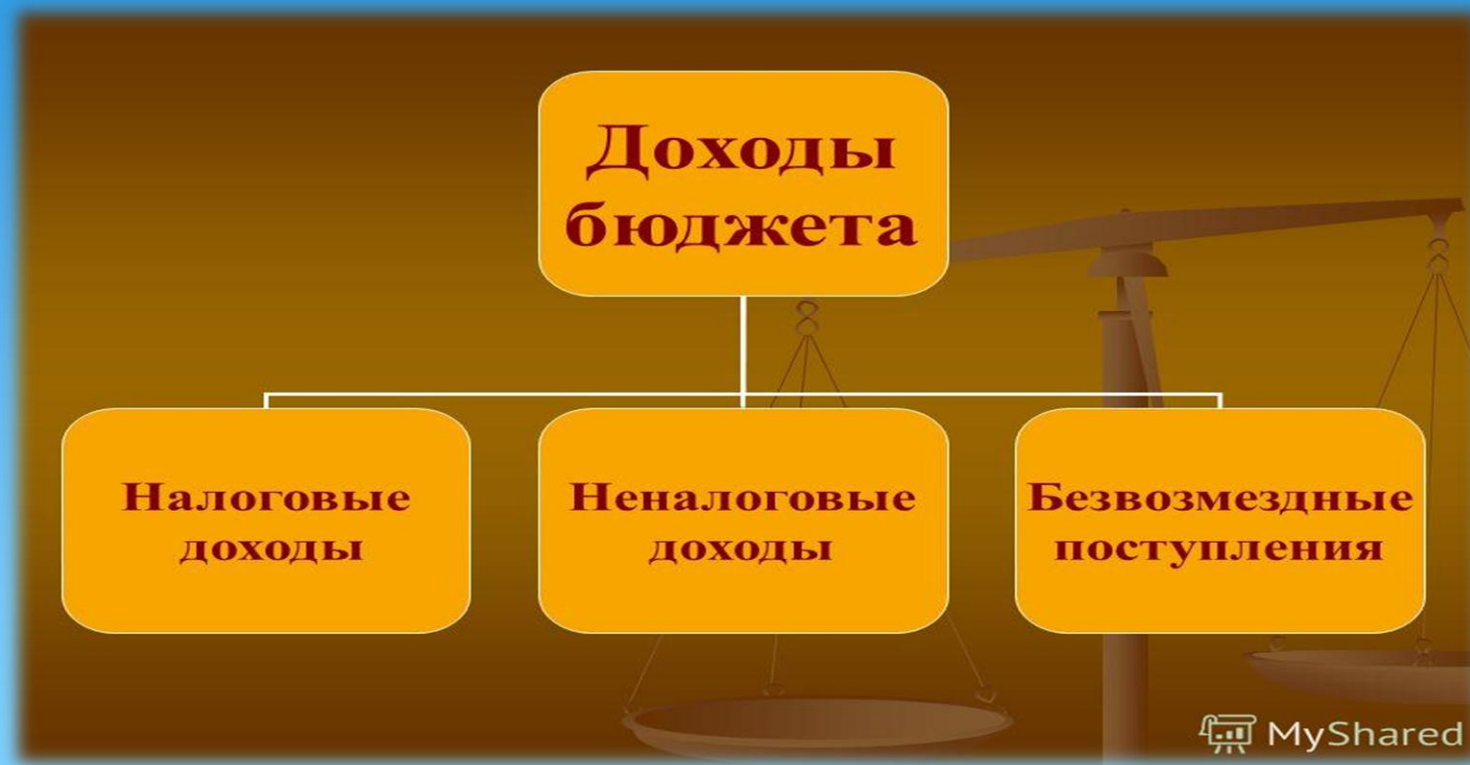 Доходы
бюджета
Налоговые
доходы
Неналоговые
доходы
Безвозмездные
поступления
MyShared